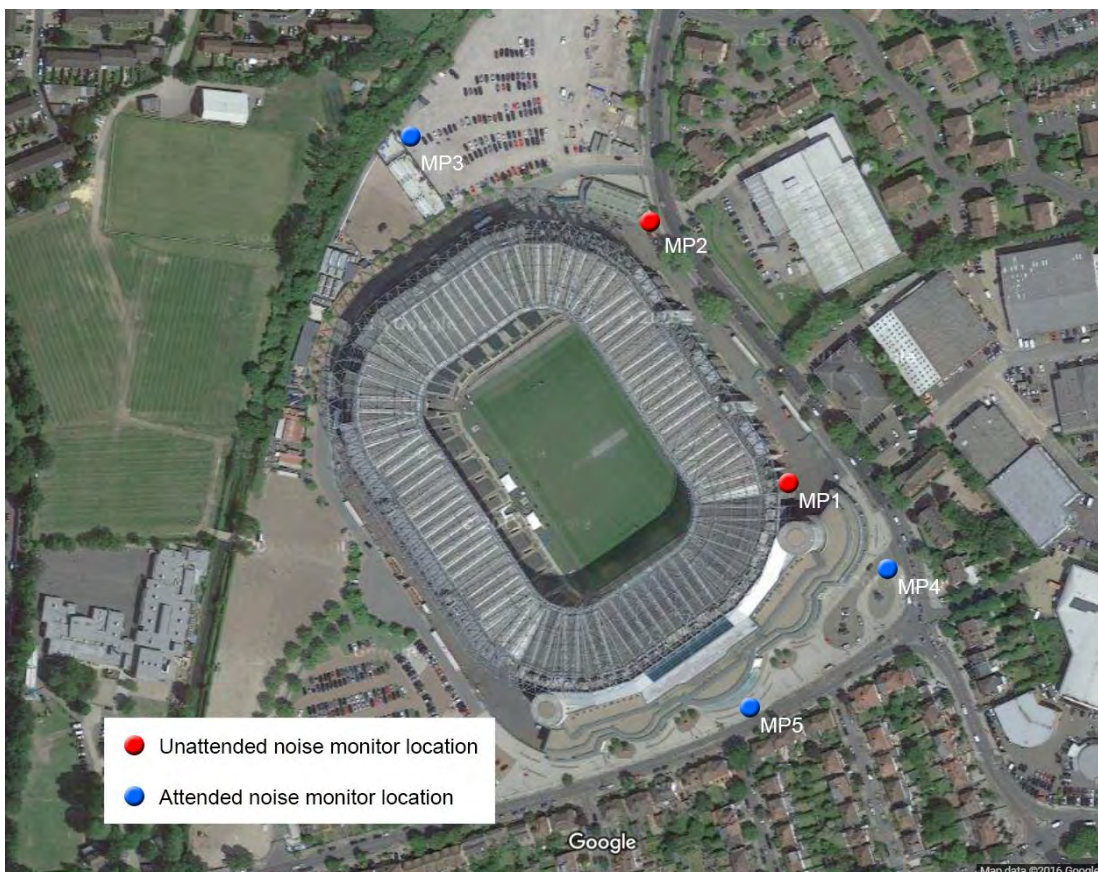 MP3
MP2
MP1
MP4
MP5
Unattended noise monitor location
Attended noise monitor location
Google
Map data ©2016 Google